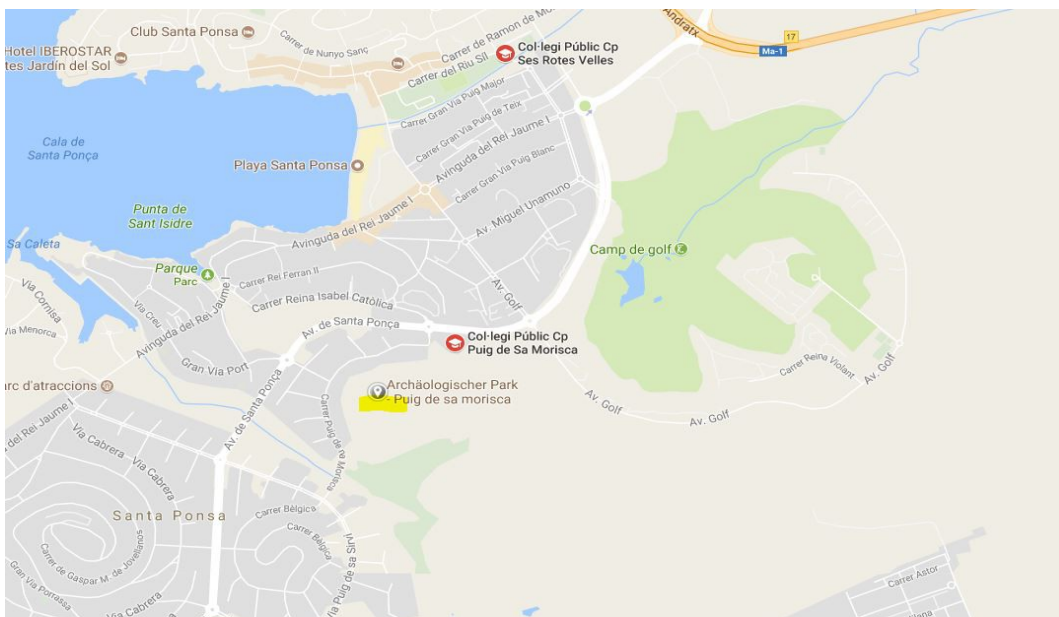 Club Santa Ponsa
Carrer de Nunyo Sanç
Carrer de Ramon de Mo
Andratx
17
Ma-1
Hotel IBEROSTAR
tes Jardín del Sol
Col·legi Públic Cp
Ses Rotes Velles
Carrer del Riu Sil
Carrer Gran Via Puig Major
Carrer Gran Via Puig de Teix
Avinguda del Rei Jaume I
Carrer Gran Via Puig Blanc
Cala de
Santa Ponça
Playa Santa Ponsa
Av. Miguel Unamuno
Punta de
Sant Isidre
Avinguda del Rei Jaume I
Sa Caleta
Camp de golf
Parque
Parc
Carrer Rei Ferran II
Via Cornisa
Via Creu
Avinguda del Rei Jaume I
Carrer Reina Isabel Catòlica
Av. Golf
Via Menorca
Av. de Santa Ponça
Col·legi Públic Cp
Puig de Sa Morisca
Gran Via Port
Carrer Reina Violant
Av. Golf
arc d'atraccions
Archäologischer Park
- Puig de sa morisca
Av. Golf
Av. Golf
Av. de Santa Ponça
Carrer Puig de sa Morisca
del Rei Jaume I
Via Cabrera
Via Cabrera
Santa Ponsa
Carrer Bèlgica
Carrer Bèlgica
Carrer de Gaspar M. de Jovellanos
Gran Via Porrassa
Via Cabrera
Via Puig de sa Sirvi
Carrer Astor